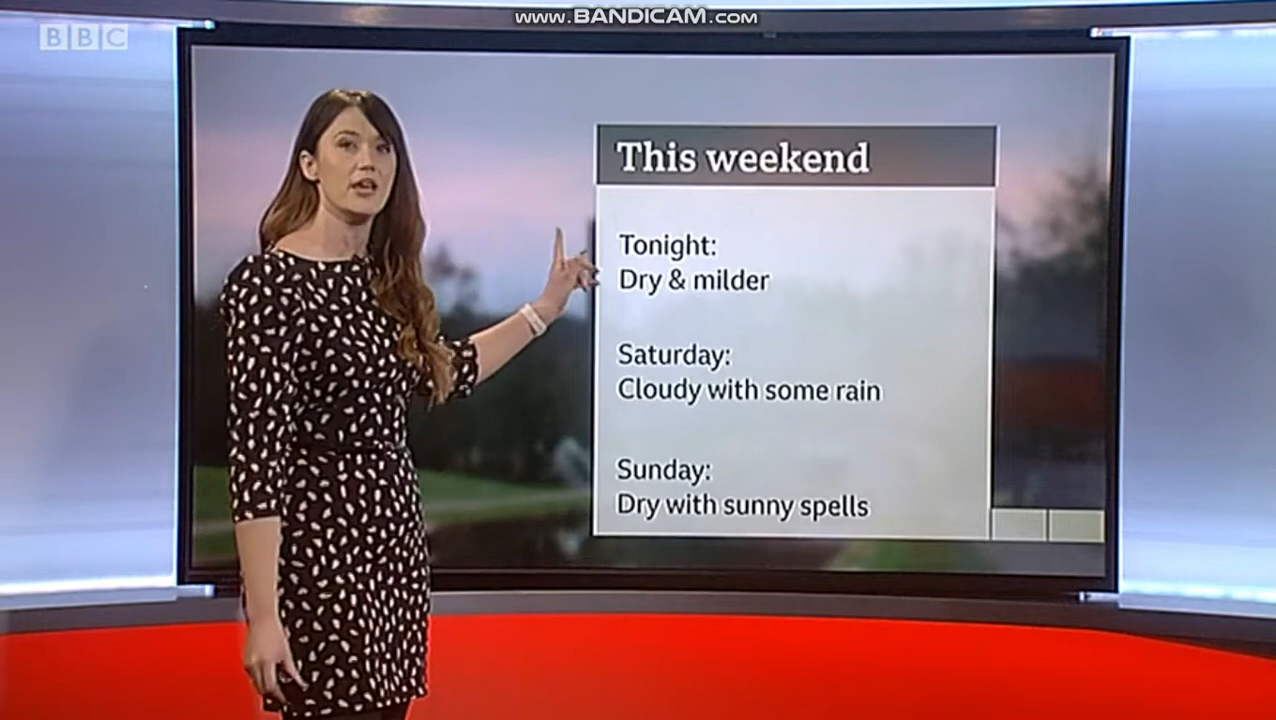 www.BANDICAM.com
BBC
This weekend
Tonight:
Dry & milder
Saturday:
Cloudy with some rain
Sunday:
Dry with sunny spells